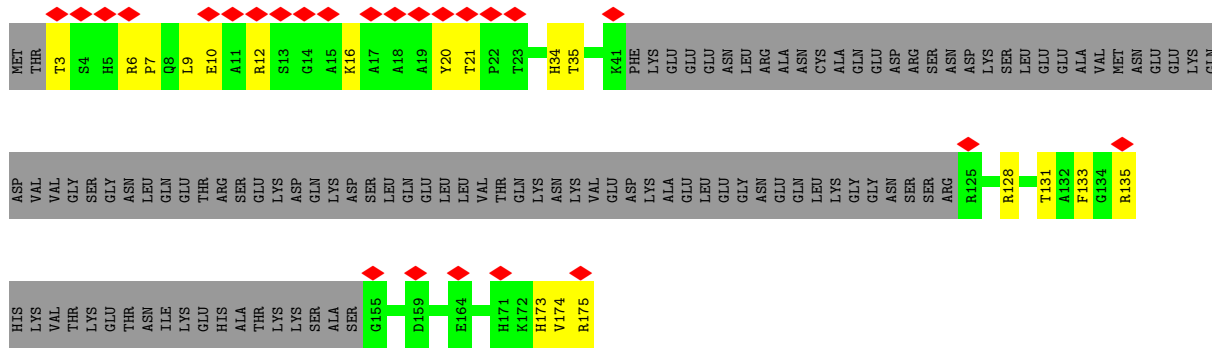 MET THR T3 S4 H5 R6 P7 Q8 L9 E10 A11 R12 S13 G14 A15 K16 A17 A18 A19 Y20 T21 P22 T23 H34 T35 K41 PHE LYS GLU GLU GLU ASN LEU ARG ALA ASN CYS ALA GLN GLU ASP ARG SER ASN ASP LYS SER LEU GLU GLU ALA VAL MET ASN GLU GLU LYS GLN
ASP VAL VAL GLY SER GLY ASN LEU GLN GLU THR ARG SER GLU LYS ASP GLN LYS ASP SER LEU GLN GLU LEU LEU VAL THR GLN LYS ASN LYS VAL GLU ASP LYS ALA GLU LEU GLU GLY ASN GLU GLN LEU LYS GLY GLY ASN SER SER ARG R125 R128 T131 A132 F133 G134 R135
HIS LYS VAL THR LYS GLU THR ASN ILE LYS GLU HIS ALA THR LYS LYS SER ALA SER G155 D159 E164 H171 K172 H173 V174 R175